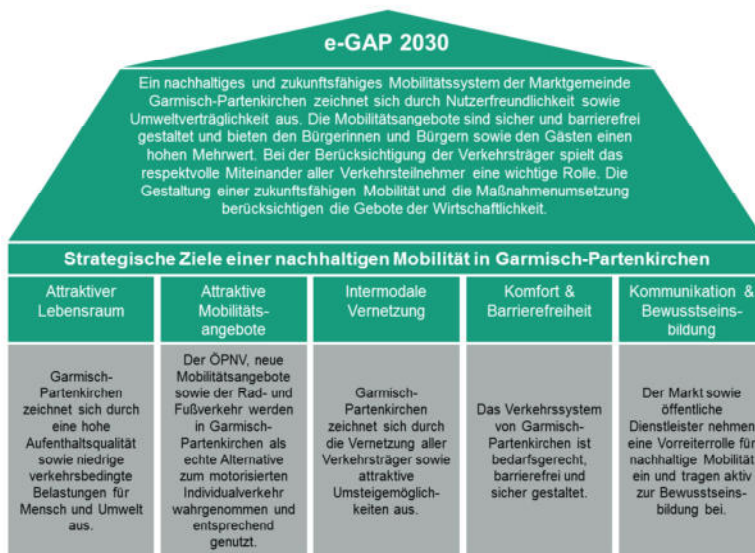 e-GAP 2030
Ein nachhaltiges und zukunftsfähiges Mobilitätssystem der Marktgemeinde
Garmisch-Partenkirchen zeichnet sich durch Nutzerfreundlichkeit sowie
Umweltverträglichkeit aus. Die Mobilitätsangebote sind sicher und barrierefrei
gestaltet und bieten den Bürgerinnen und Bürgern sowie den Gästen einen
hohen Mehrwert. Bei der Berücksichtigung der Verkehrsträger spielt das
respektvolle Miteinander aller Verkehrsteilnehmer eine wichtige Rolle. Die
Gestaltung einer zukunftsfähigen Mobilität und die Maßnahmenumsetzung
berücksichtigen die Gebote der Wirtschaftlichkeit.
Strategische Ziele einer nachhaltigen Mobilität in Garmisch-Partenkirchen
Attraktiver
Lebensraum
Garmisch-
Partenkirchen
zeichnet sich durch
eine hohe
Aufenthaltsqualität
sowie niedrige
verkehrsbedingte
Belastungen für
Mensch und Umwelt
aus.
Attraktive
Mobilitäts-
angebote
Der ÖPNV, neue
Mobilitätsangebote
sowie der Rad- und
Fußverkehr werden
in Garmisch-
Partenkirchen als
echte Alternative
zum motorisierten
Individualverkehr
wahrgenommen und
entsprechend
genutzt.
Intermodale
Vernetzung
Garmisch-
Partenkirchen
zeichnet sich durch
die Vernetzung aller
Verkehrsträger sowie
attraktive
Umsteigemöglich-
keiten aus.
Komfort &
Barrierefreiheit
Das Verkehrssystem
von Garmisch-
Partenkirchen ist
bedarfsgerecht,
barrierefrei und
sicher gestaltet.
Kommunikation &
Bewusstseins-
bildung
Der Markt sowie
öffentliche
Dienstleister nehmen
eine Vorreiterrolle für
nachhaltige Mobilität
ein und tragen aktiv
zur Bewusstseins-
bildung bei.